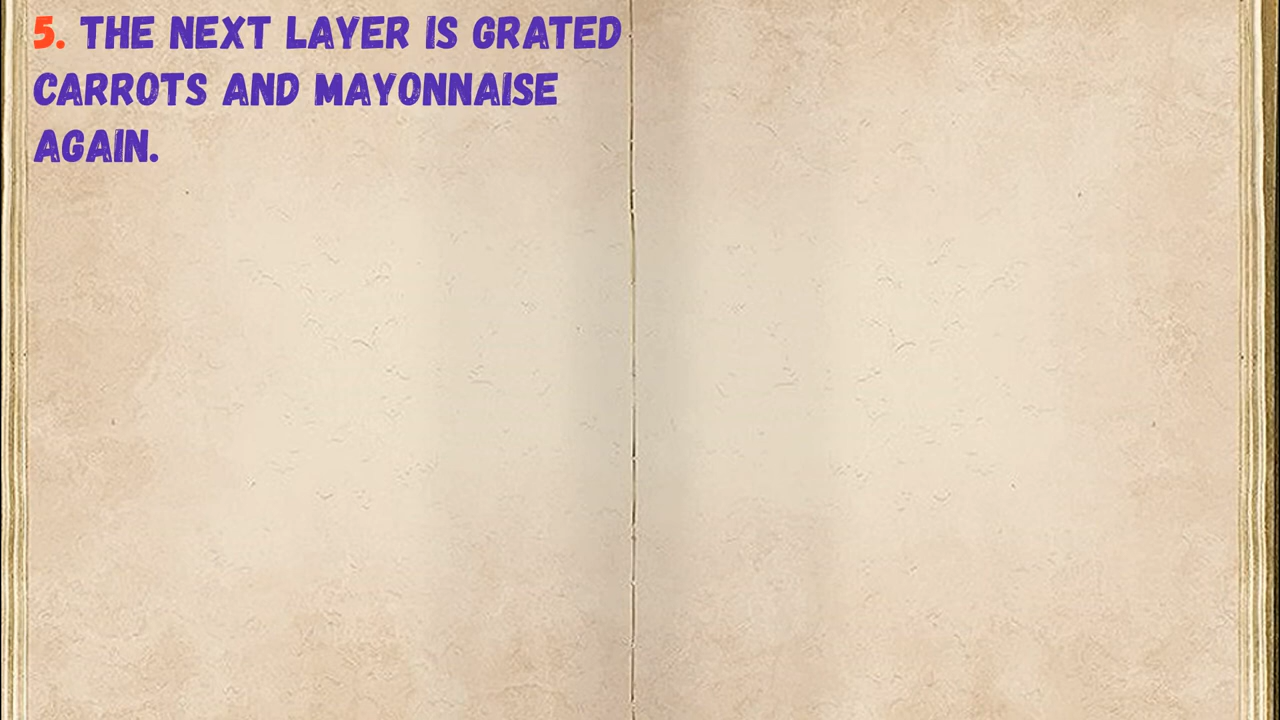 5. THE NEXT LAYER IS GRATED
CARROTS AND MAYONNAISE
AGAIN.